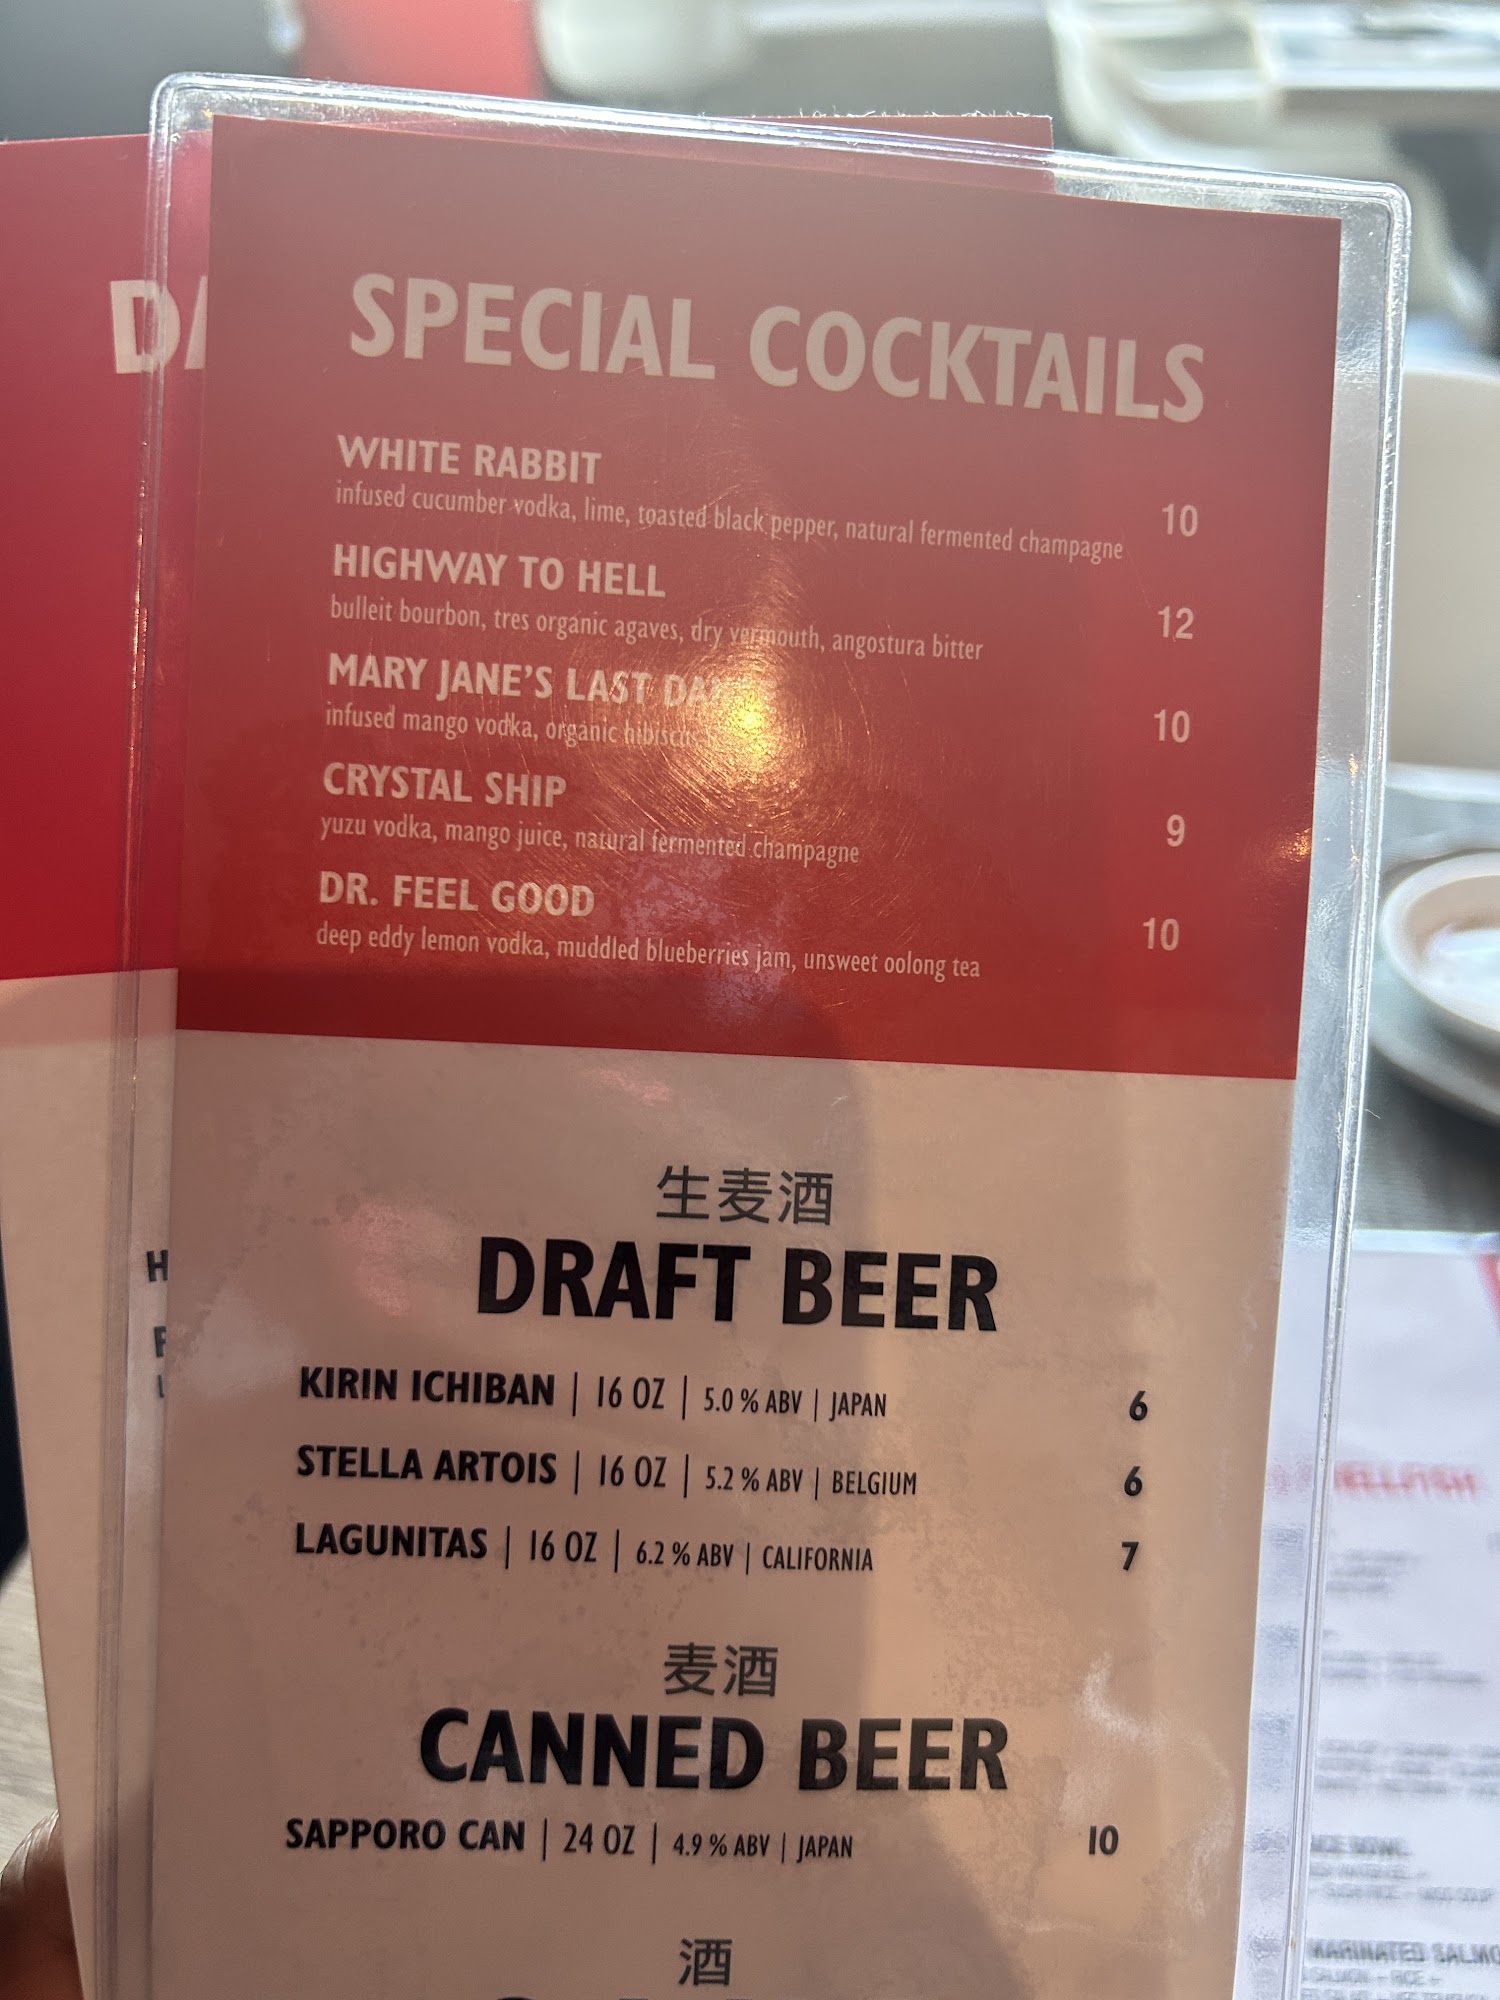 SPECIAL COCKTAILS
WHITE RABBIT
infused cucumber vodka, lime, toasted black pepper, natural fermented champagne
10
HIGHWAY TO HELL
bulleit bourbon, tres organic agaves, dry vermouth, angostura bitter
12
MARY JANE'S LAST
infused mango vodka, organic hibiscus
10
CRYSTAL SHIP
yuzu vodka, mango juice, natural fermented champagne
9
DR. FEEL GOOD
deep eddy lemon vodka, muddled blueberries jam, unsweet oolong tea
10
生麦酒
DRAFT BEER
KIRIN ICHIBAN | 16 OZ | 5.0 % ABV | JAPAN 6
STELLA ARTOIS | 16 OZ | 5.2 % ABV | BELGIUM 6
LAGUNITAS | 16 OZ | 6.2 % ABV | CALIFORNIA 7
麦酒
CANNED BEER
SAPPORO CAN | 24 OZ | 4.9 % ABV | JAPAN 10
酒
MARINATED